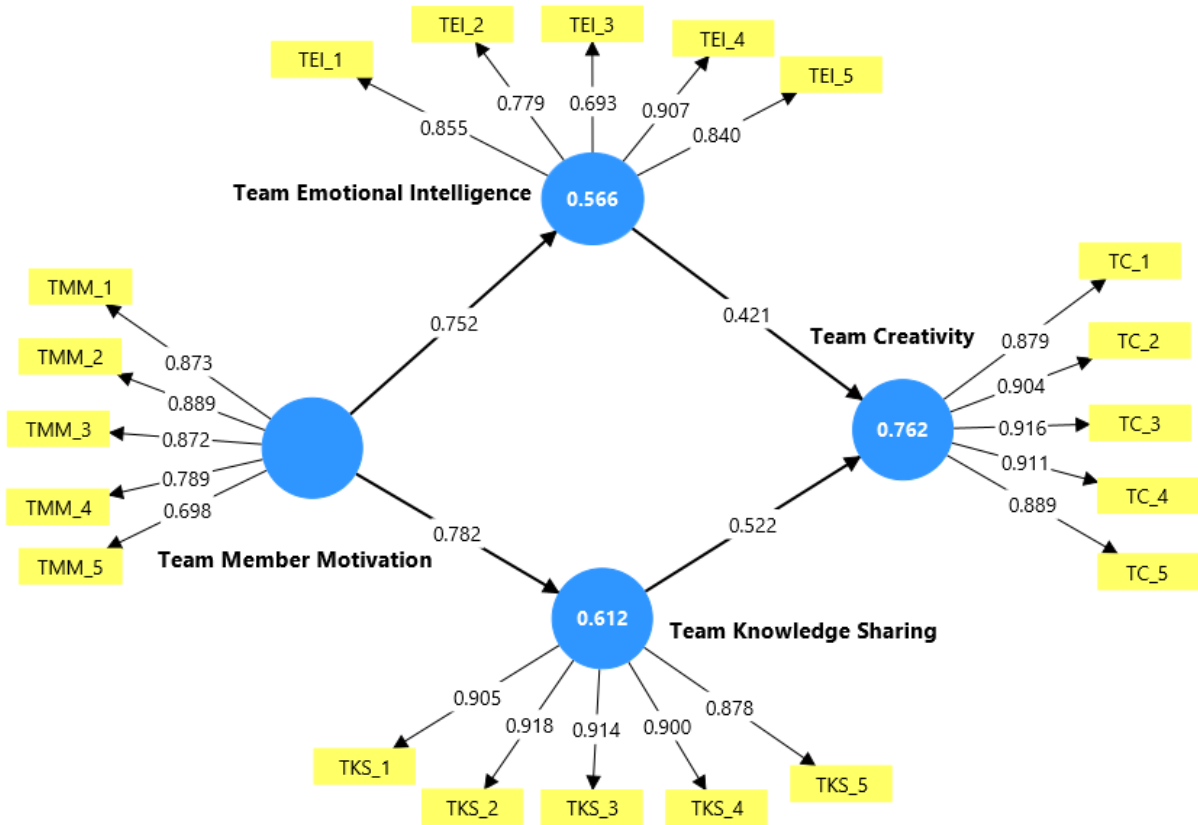 TEI_1
TEI_2
TEI_3
TEI_4
TEI_5
0.855
0.779
0.693
0.907
0.840
Team Emotional Intelligence
0.566
TMM_1
TMM_2
TMM_3
TMM_4
TMM_5
0.873
0.889
0.872
0.789
0.698
Team Member Motivation
0.752
0.782
0.421
0.522
Team Creativity
0.762
0.879
0.904
0.916
0.911
0.889
TC_1
TC_2
TC_3
TC_4
TC_5
0.612
Team Knowledge Sharing
0.905
0.918
0.914
0.900
0.878
TKS_1
TKS_2
TKS_3
TKS_4
TKS_5